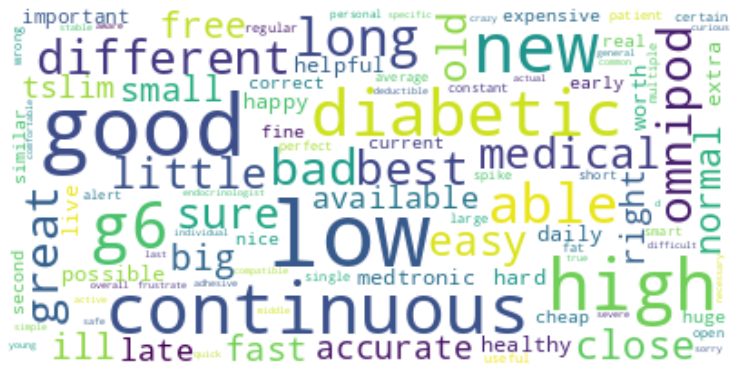 important
free
regular
long
personal specific
crazy expensive patient certain
wrong
stable aware
different
helpful
old
new
real curious
general common
tslim small
correct average
deductible
constant actual
early
worth
multiple
extra
similar
comfortable
good
happy
fine
perfect
diabetic
current
omnipod
little
bad best
medical
normal
alert
endocrinologist
available
spike
short
a
great
live
g6
sure
individual
nice
low
large
able
easy
daily
fat
true
right
smart
difficult
second
possible
last
big
compatible
single
medtronic hard
high
necessary
overall frustrate adhesive
active
safe
continuous
middle
cheap
severe
huge
simple
young
ill late
quick
fast
accurate
healthy
useful
close
open
sorry